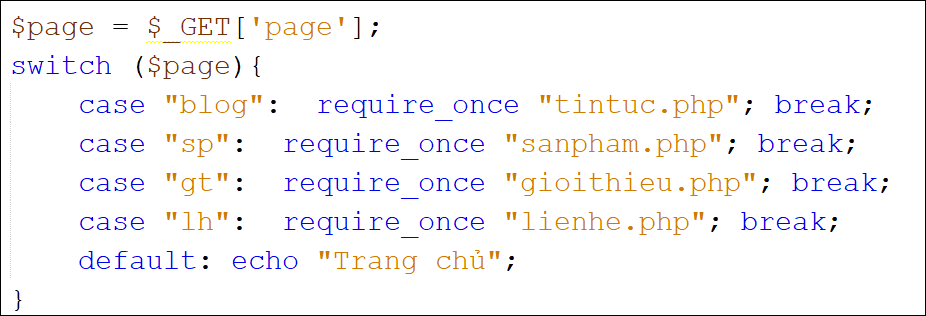 $page = $_GET['page'];
switch ($page){
    case "blog":  require_once "tintuc.php"; break;
    case "sp":  require_once "sanpham.php"; break;
    case "gt":  require_once "gioithieu.php"; break;
    case "lh":  require_once "lienhe.php"; break;
    default: echo "Trang chủ";
}